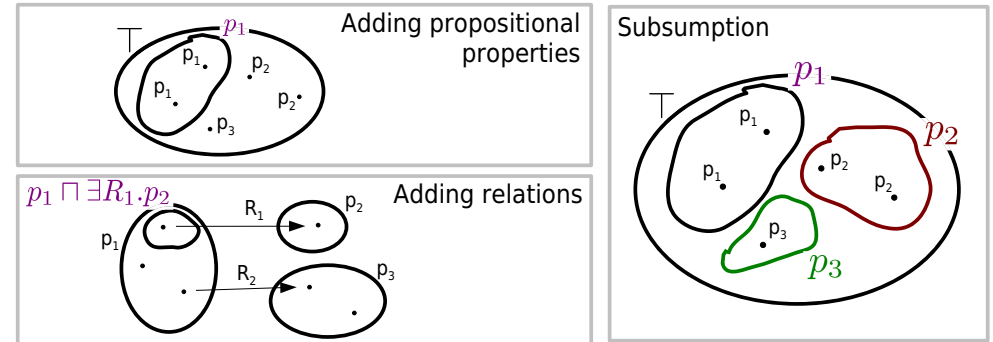 Adding propositional
properties
⊤
p₁
p₁
p₂
p₁
p₂
p₃
Adding relations
p₁ ⊓ ∃R₁.p₂
p₁
R₁
p₂
R₂
p₃
Subsumption
⊤
p₁
p₁
p₂
p₂
p₁
p₂
p₃
p₃